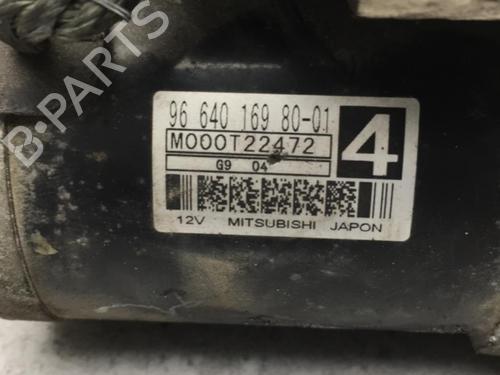 96 640 169 80-01
4
M000T22472
G9 04
12V MITSUBISHI JAPON
B-PARTS